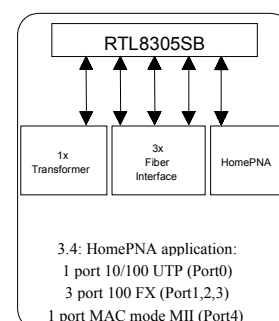 RTL8305SB
1x
Transformer
3x
Fiber
Interface
HomePNA
3.4: HomePNA application:
1 port 10/100 UTP (Port0)
3 port 100 FX (Port1,2,3)
1 port MAC mode MII (Port4)